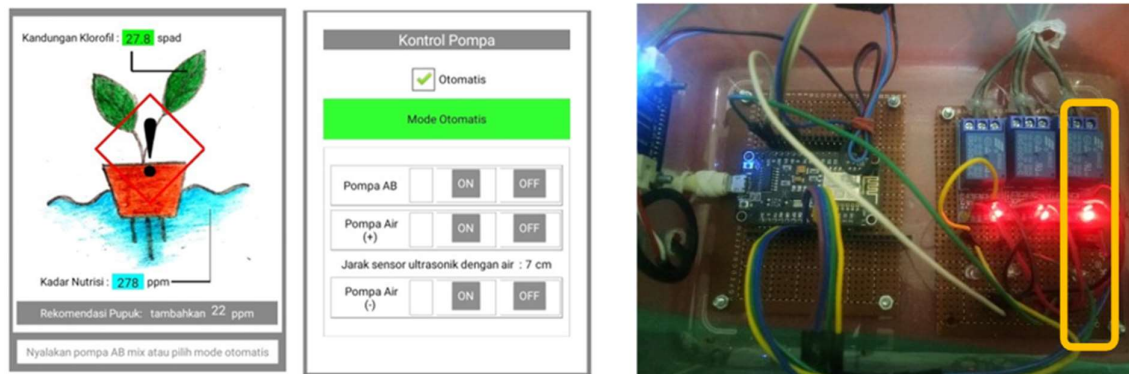 Kandungan Klorofil : 27.8 spad
!
Kadar Nutrisi : 278 ppm
Rekomendasi Pupuk: tambahkan 22 ppm
Nyalakan pompa AB mix atau pilih mode otomatis
Kontrol Pompa
Otomatis
Mode Otomatis
Pompa AB ON OFF
Pompa Air
(+) ON OFF
Jarak sensor ultrasonik dengan air : 7 cm
Pompa Air
(-) ON OFF